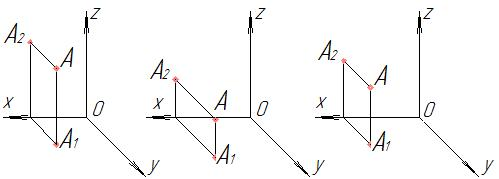 z z z
A₂ A A₂ A A₂ A
x O x O x O
A₁ A₁ A₁
y y y